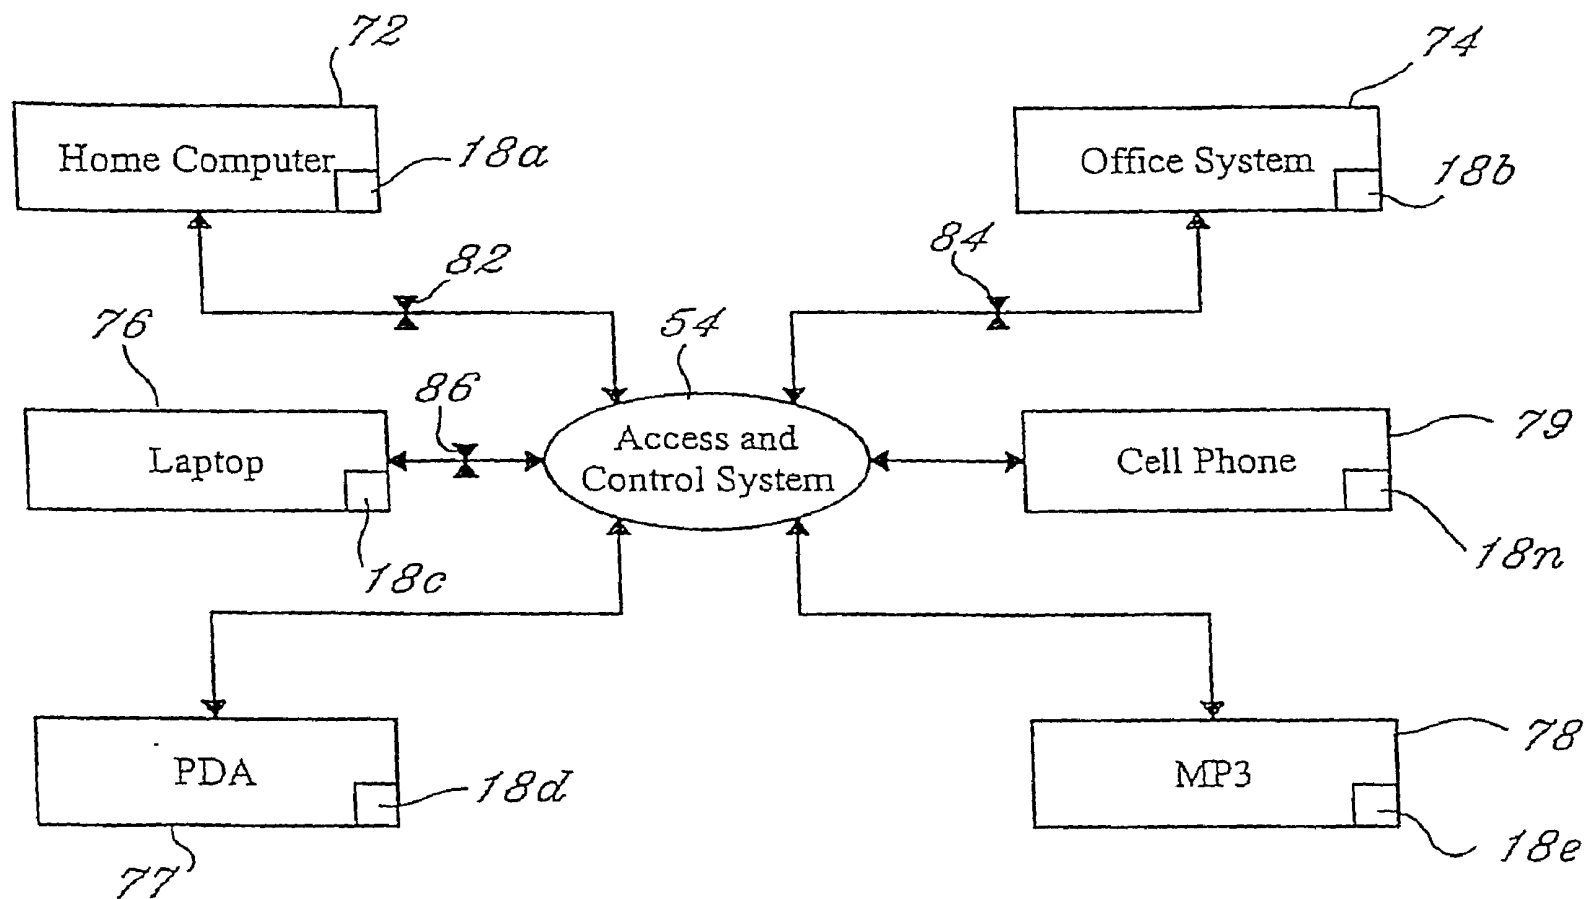 72
74
Home Computer
18a
Office System
18b
82
84
76
54
86
Laptop
18c
Access and
Control System
Cell Phone
79
18n
PDA
18d
77
MP3
78
18e